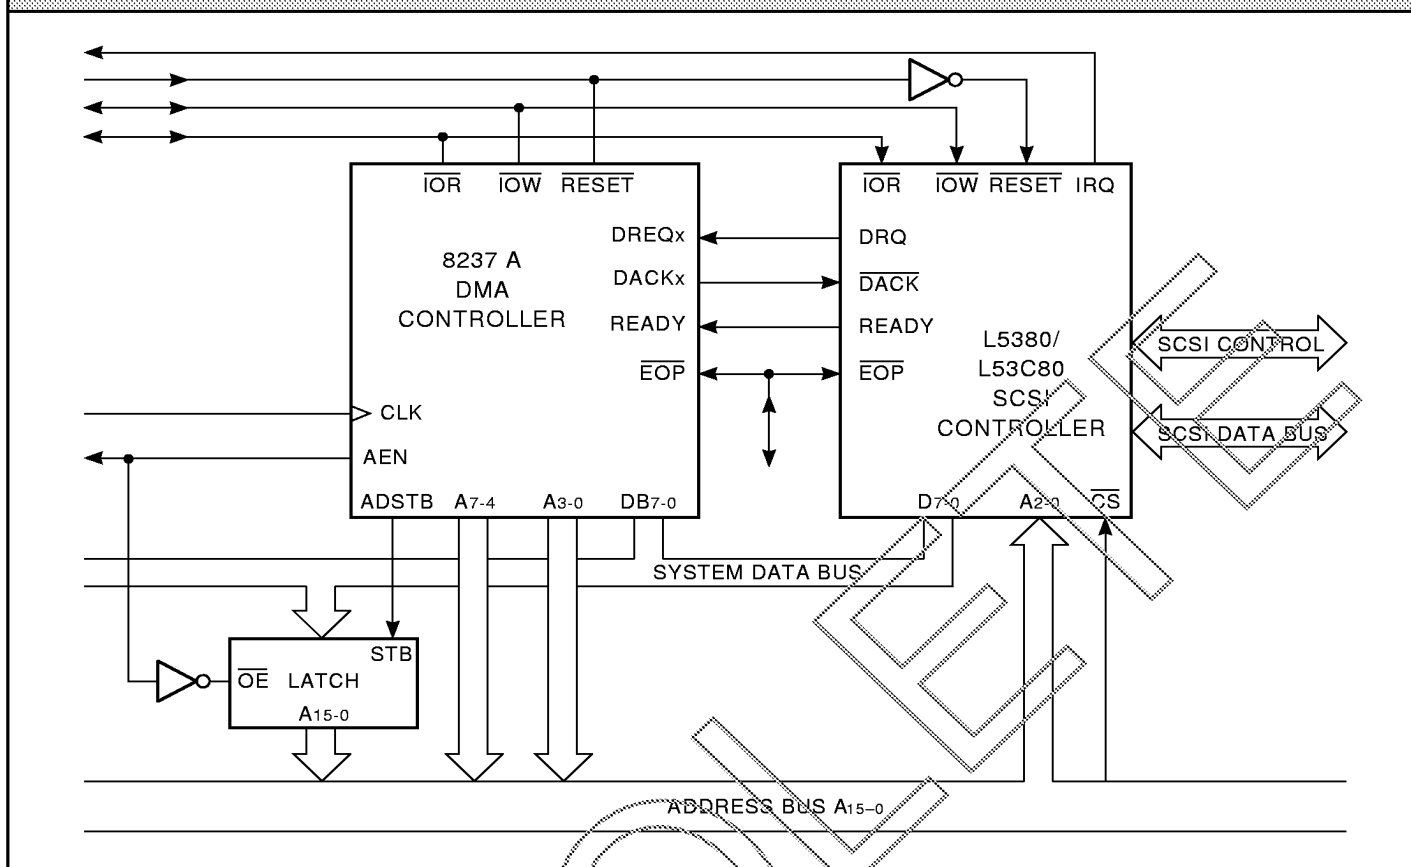 IOR IOW RESET
IOR IOW RESET IRQ
DREQx
DACKx
READY
EOP
8237 A
DMA
CONTROLLER
DRQ
DACK
READY
EOP
L5380/
L53C80
SCSI
CONTROLLER
SCSI CONTROL
SCSI DATA BUS
CLK
AEN
ADSTB A7-4 A3-0 DB7-0
D7-0 A2-0 CS
SYSTEM DATA BUS
STB
OE LATCH
A15-0
ADDRESS BUS A15-0
OBSOLETE